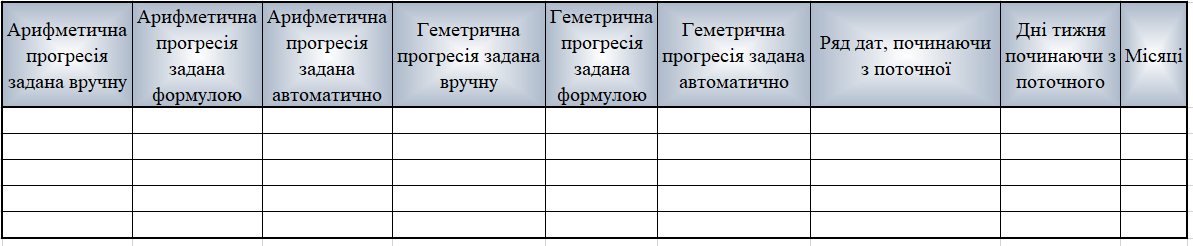 Арифметична
прогресія
задана вручну
Арифметична
прогресія
задана
формулою
Арифметична
прогресія
задана
автоматично
Геметрична
прогресія задана
вручну
Геметрична
прогресія
задана
формулою
Геметрична
прогресія задана
автоматично
Ряд дат, починаючи
з поточної
Дні тижня
починаючи з
поточного
Місяці